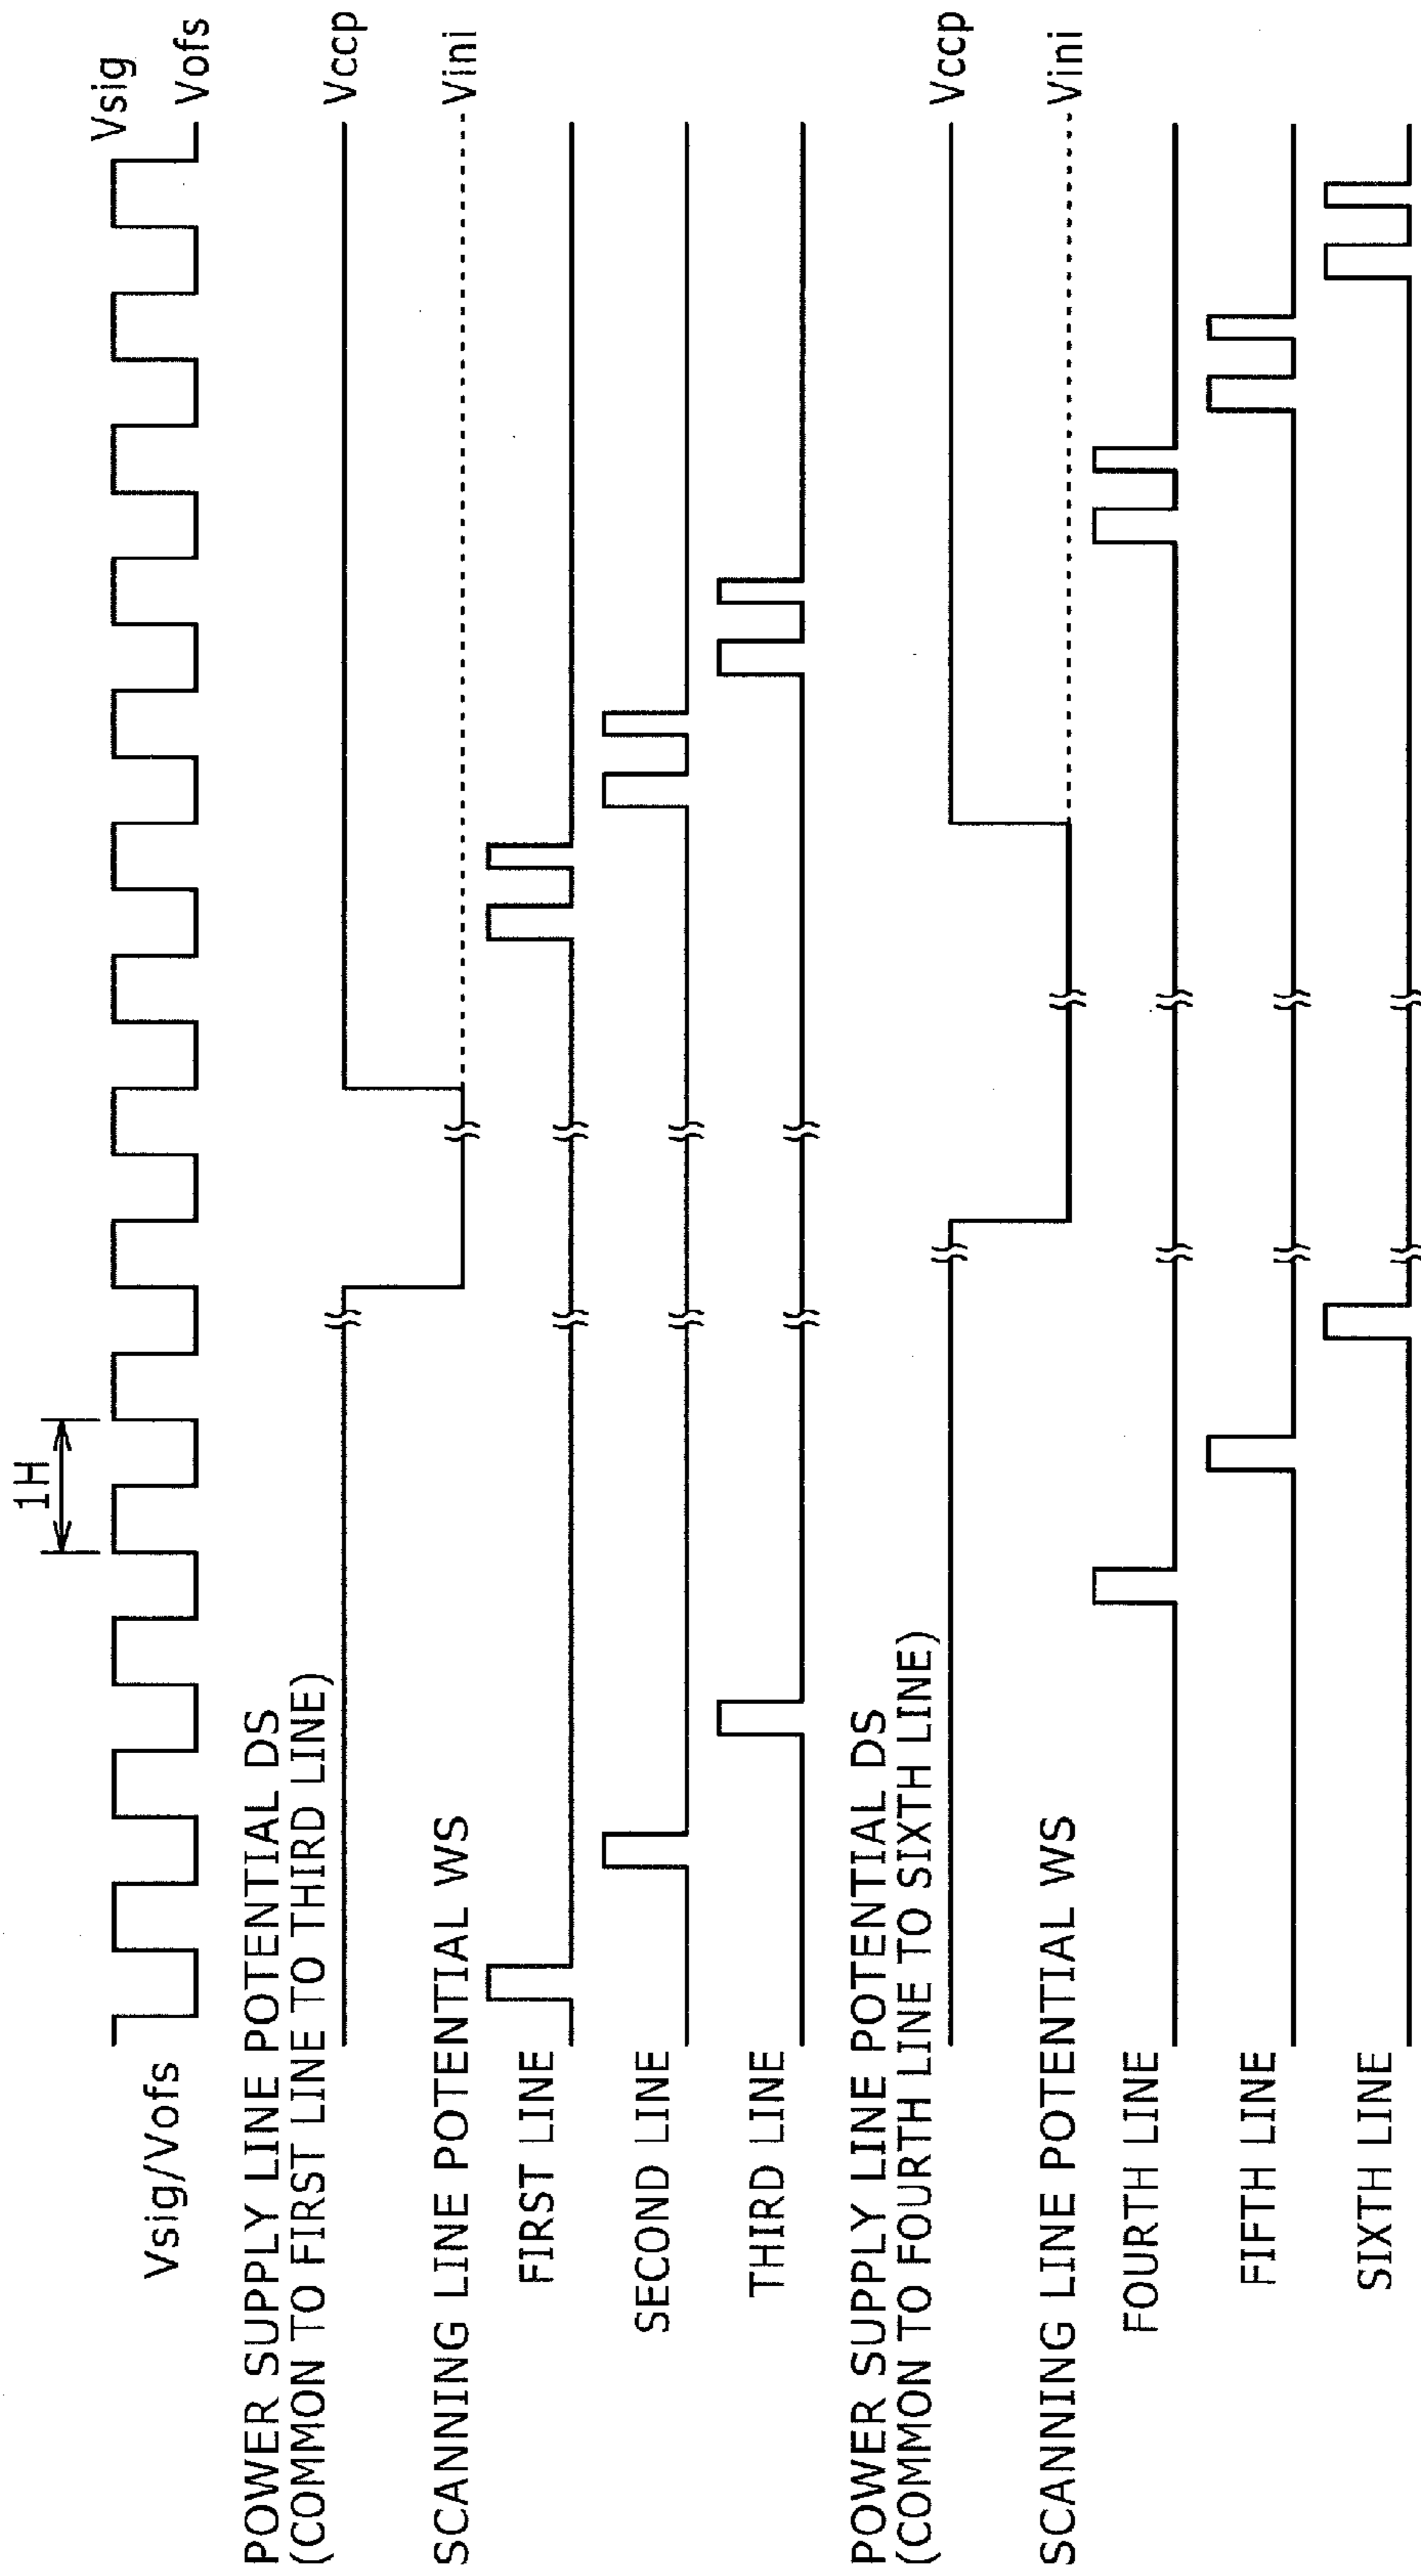 1H
Vsig/Vofs
Vsig
Vofs
POWER SUPPLY LINE POTENTIAL DS
(COMMON TO FIRST LINE TO THIRD LINE)
Vccp
Vini
SCANNING LINE POTENTIAL WS
FIRST LINE
SECOND LINE
THIRD LINE
POWER SUPPLY LINE POTENTIAL DS
(COMMON TO FOURTH LINE TO SIXTH LINE)
Vccp
Vini
SCANNING LINE POTENTIAL WS
FOURTH LINE
FIFTH LINE
SIXTH LINE